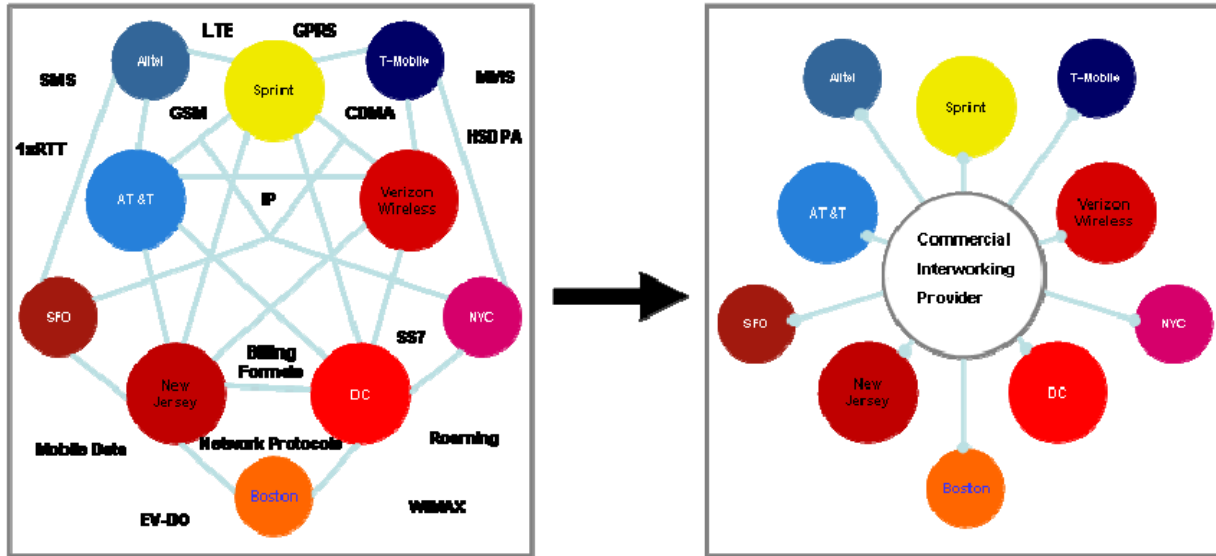 LTE
GPRS
Alltel
T-Mobile
Sprint
SMS
MMS
GSM
CDMA
HSDPA
1xRTT
IP
AT&T
Verizon
Wireless
SFO
NYC
SS7
Billing
Formats
New
Jersey
DC
Network Protocols
Roaming
Mobile Data
Boston
EV-DO
WiMAX
Alltel
T-Mobile
Sprint
AT&T
Verizon
Wireless
Commercial
Interworking
Provider
SFO
NYC
New
Jersey
DC
Boston